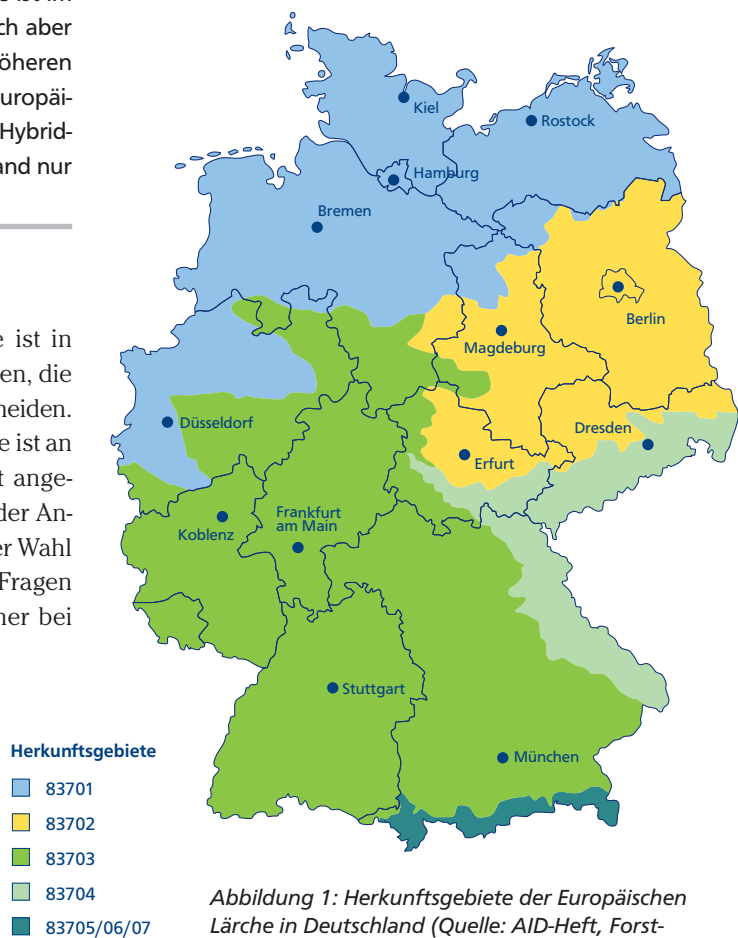 ch aber
öheren
uropäi-
Hybrid-
and nur
e ist in
en, die
heiden.
e ist an
t ange-
der An-
er Wahl
Fragen
ner bei
Kiel
Rostock
Hamburg
Bremen
Berlin
Magdeburg
Düsseldorf
Dresden
Erfurt
Koblenz
Frankfurt
am Main
Stuttgart
München
Herkunftsgebiete
83701
83702
83703
83704
83705/06/07
Abbildung 1: Herkunftsgebiete der Europäischen
Lärche in Deutschland (Quelle: AID-Heft, Forst-